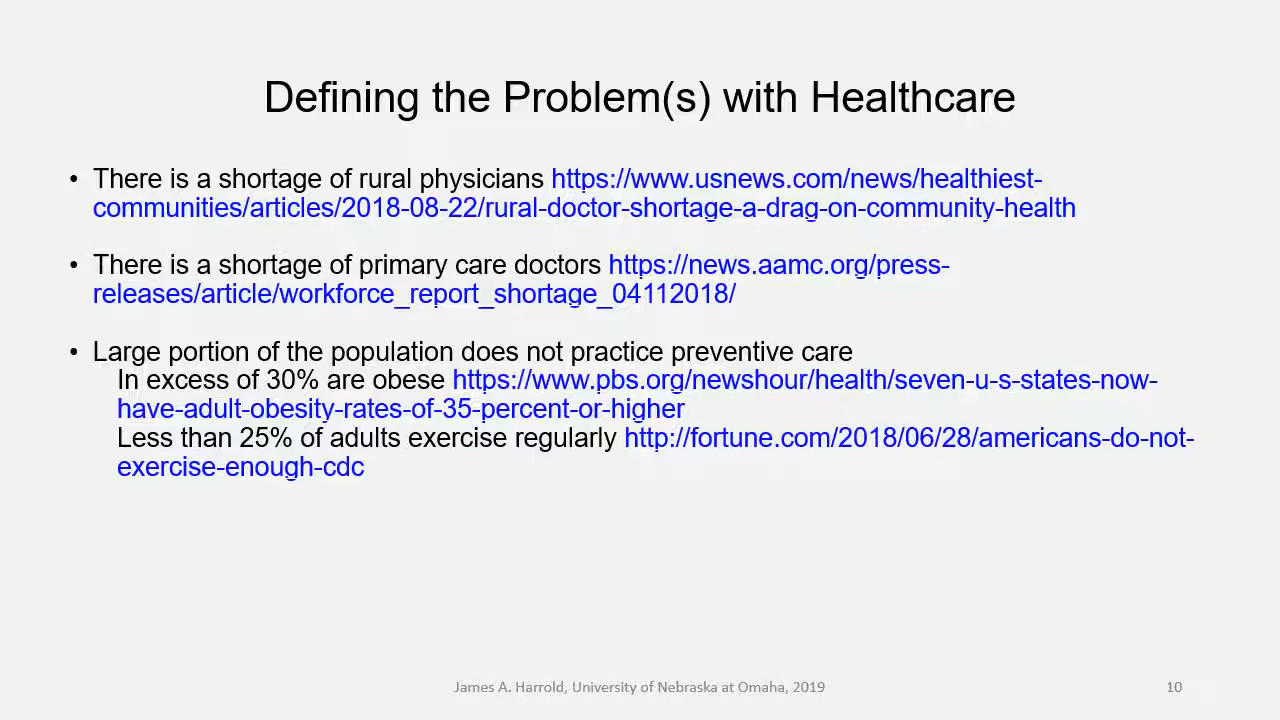 Defining the Problem(s) with Healthcare
• There is a shortage of rural physicians https://www.usnews.com/news/healthiest-
communities/articles/2018-08-22/rural-doctor-shortage-a-drag-on-community-health
• There is a shortage of primary care doctors https://news.aamc.org/press-
releases/article/workforce_report_shortage_04112018/
• Large portion of the population does not practice preventive care
In excess of 30% are obese https://www.pbs.org/newshour/health/seven-u-s-states-now-
have-adult-obesity-rates-of-35-percent-or-higher
Less than 25% of adults exercise regularly http://fortune.com/2018/06/28/americans-do-not-
exercise-enough-cdc
James A. Harrold, University of Nebraska at Omaha, 2019
10